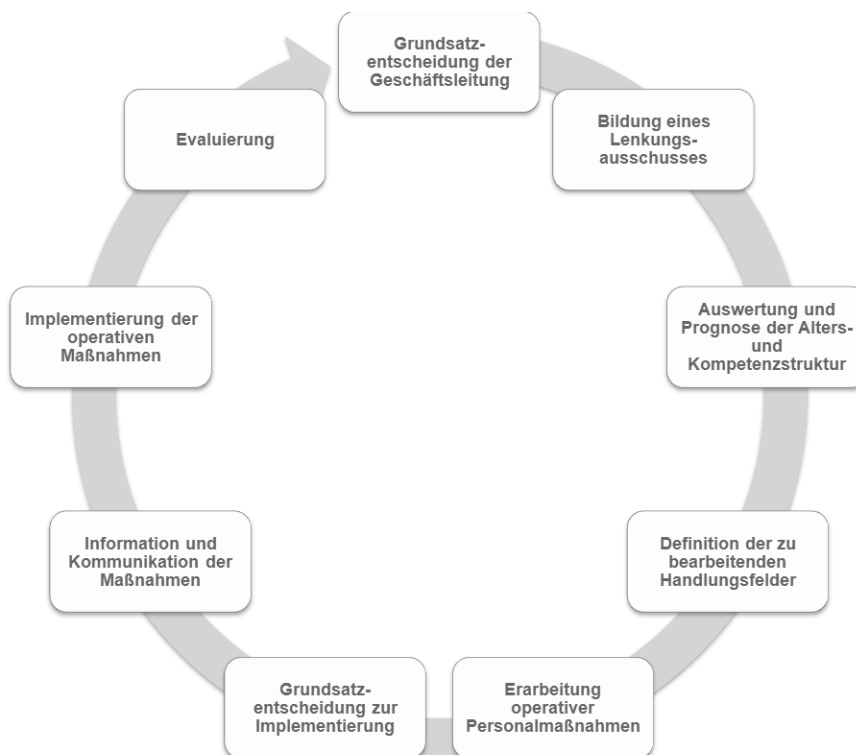 Grundsatz-
entscheidung der
Geschäftsleitung
Bildung eines
Lenkungs-
ausschusses
Auswertung und
Prognose der Alters-
und
Kompetenzstruktur
Definition der zu
bearbeitenden
Handlungsfelder
Erarbeitung
operativer
Personalmaßnahmen
Grundsatz-
entscheidung zur
Implementierung
Information und
Kommunikation der
Maßnahmen
Implementierung der
operativen
Maßnahmen
Evaluierung